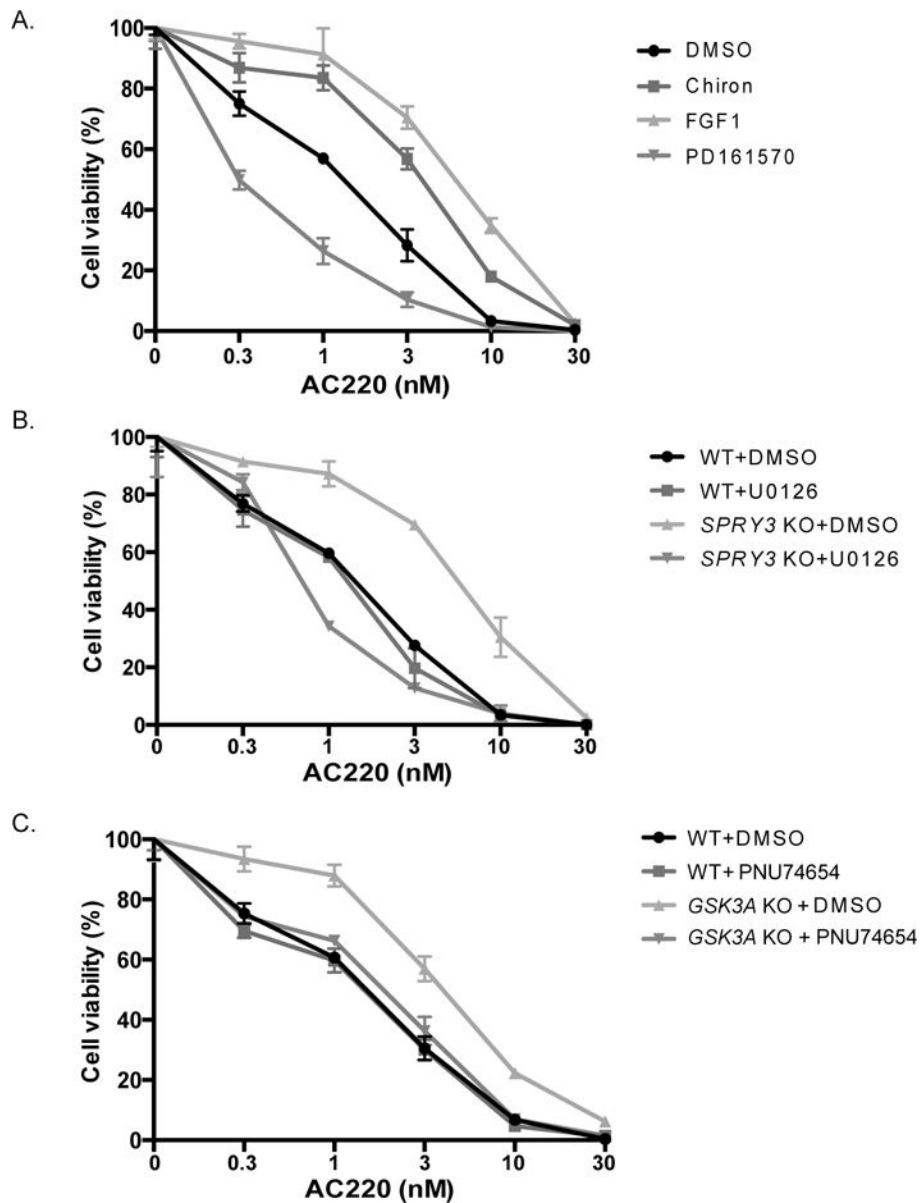 A.
100
80
60
40
20
0
Cell viability (%)
0 0.3 1 3 10 30
AC220 (nM)
DMSO
Chiron
FGF1
PD161570
B.
100
80
60
40
20
0
Cell viability (%)
0 0.3 1 3 10 30
AC220 (nM)
WT+DMSO
WT+U0126
SPRY3 KO+DMSO
SPRY3 KO+U0126
C.
100
80
60
40
20
0
Cell viability (%)
0 0.3 1 3 10 30
AC220 (nM)
WT+DMSO
WT+PNU74654
GSK3A KO + DMSO
GSK3A KO + PNU74654